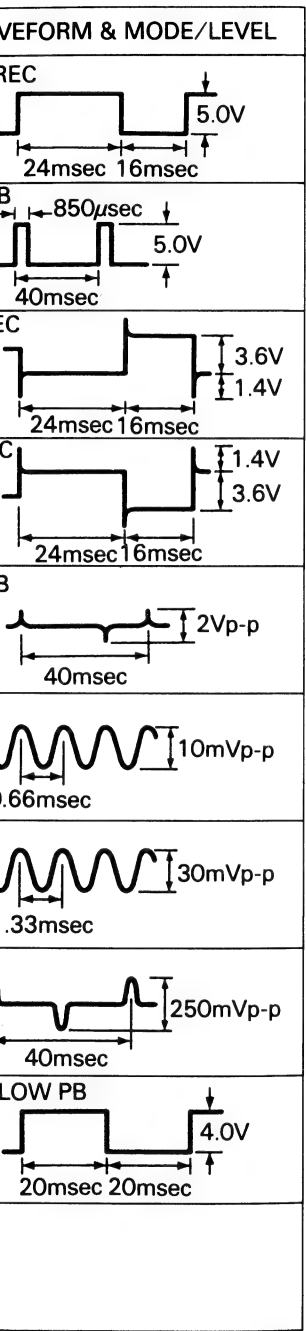 VEFORM & MODE/LEVEL
REC
5.0V
24msec 16msec
B
850µsec
5.0V
40msec
EC
3.6V
1.4V
24msec 16msec
C
1.4V
3.6V
24msec 16msec
B
2Vp-p
40msec
10mVp-p
0.66msec
30mVp-p
.33msec
250mVp-p
40msec
LOW PB
4.0V
20msec 20msec